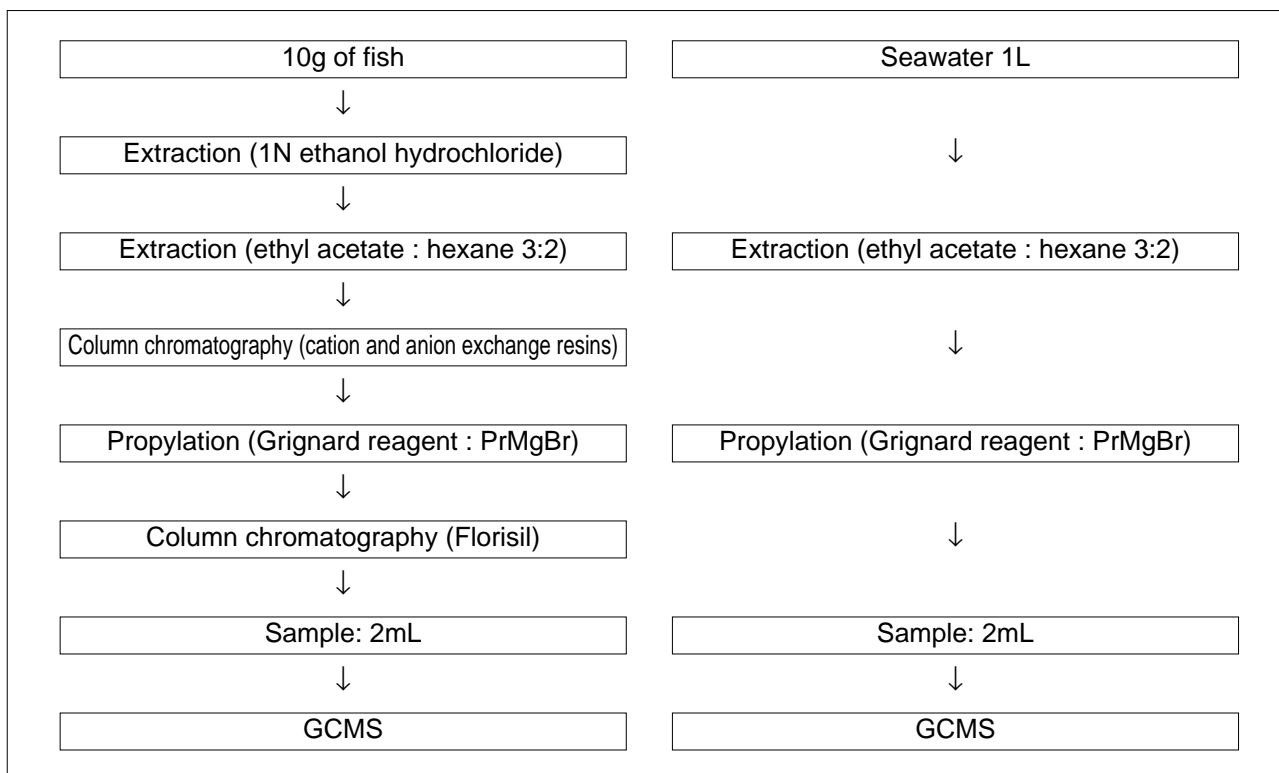 10g of fish
↓
Extraction (1N ethanol hydrochloride)
↓
Extraction (ethyl acetate : hexane 3:2)
↓
Column chromatography (cation and anion exchange resins)
↓
Propylation (Grignard reagent : PrMgBr)
↓
Column chromatography (Florisil)
↓
Sample: 2mL
↓
GCMS
Seawater 1L
↓
Extraction (ethyl acetate : hexane 3:2)
↓
Propylation (Grignard reagent : PrMgBr)
↓
Sample: 2mL
↓
GCMS